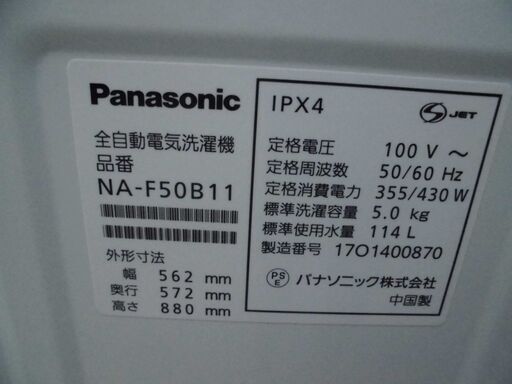 Panasonic
全自動電気洗濯機
品番
NA-F50B11
外形寸法
幅 562 mm
奥行 572 mm
高さ 880 mm
IPX4
S JET
定格電圧 100 V ～
定格周波数 50/60 Hz
定格消費電力 355/430 W
標準洗濯容量 5.0 kg
標準使用水量 114 L
製造番号 17O1400870
PS
E
パナソニック株式会社
中国製